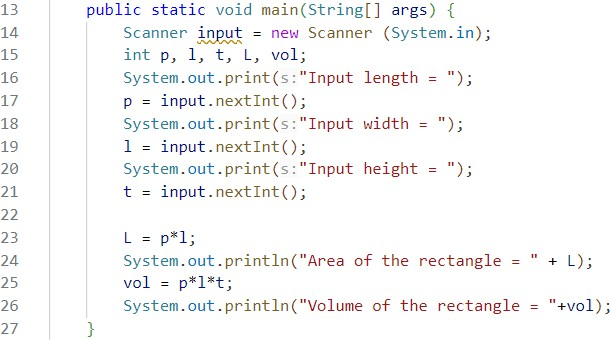 13 public static void main(String[] args) {
14 Scanner input = new Scanner (System.in);
15 int p, l, t, L, vol;
16 System.out.print(s:"Input length = ");
17 p = input.nextInt();
18 System.out.print(s:"Input width = ");
19 l = input.nextInt();
20 System.out.print(s:"Input height = ");
21 t = input.nextInt();
22
23 L = p*l;
24 System.out.println("Area of the rectangle = " + L);
25 vol = p*l*t;
26 System.out.println("Volume of the rectangle = "+vol);
27 }